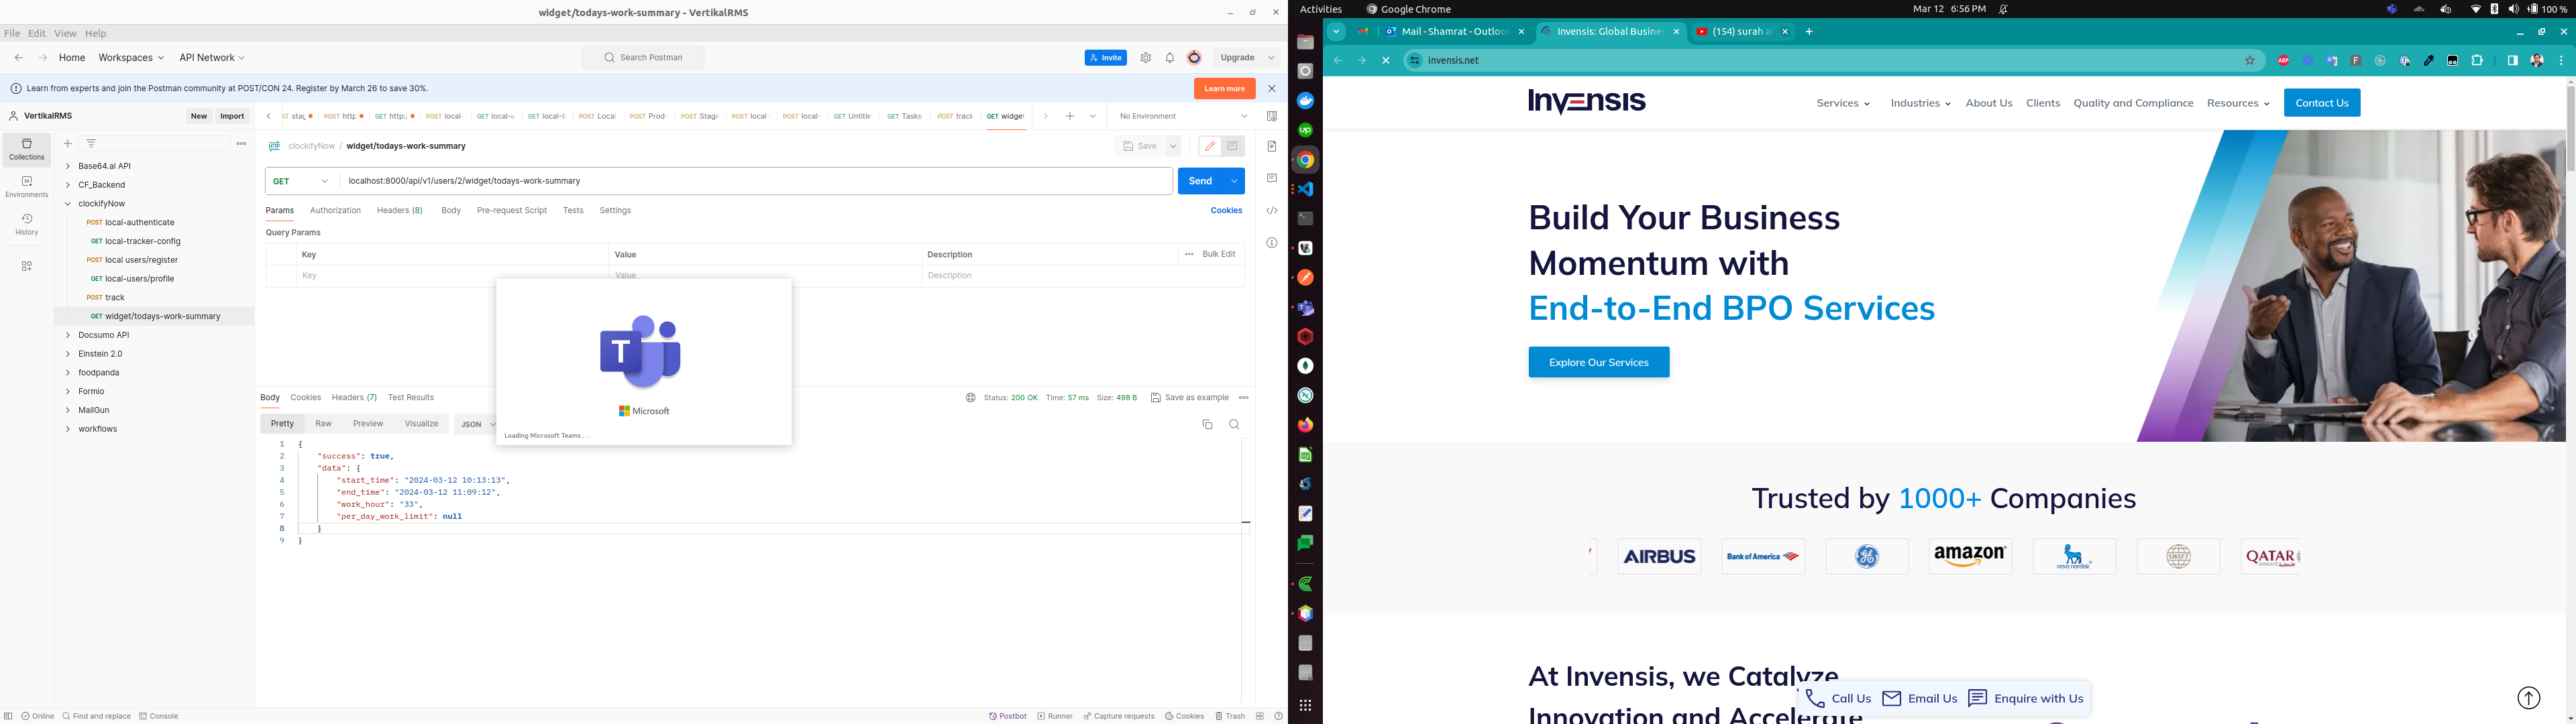 widget/todays-work-summary - VertikalRMS
File Edit View Help
Home Workspaces API Network
Search Postman
Invite
Upgrade
Learn from experts and join the Postman community at POST/CON 24. Register by March 26 to save 30%.
Learn more
VertikalRMS
New
Import
POST http:
GET http:
POST local-
GET local-u
GET local-t
POST Local
POST Prod-
POST Stage
POST local
POST local-
GET Untitle
GET Tasks
POST track
GET widget
No Environment
Collections
Environments
History
Base64.ai API
CF_Backend
clockifyNow
POST local-authenticate
GET local-tracker-config
POST local users/register
GET local-users/profile
POST track
GET widget/todays-work-summary
Docsumo API
Einstein 2.0
foodpanda
Formio
MailGun
workflows
clockifyNow / widget/todays-work-summary
Save
GET
localhost:8000/api/v1/users/2/widget/todays-work-summary
Send
Params Authorization Headers (8) Body Pre-request Script Tests Settings
Cookies
Query Params
Key Value Description
Bulk Edit
Key Value Description
T
Microsoft
Loading Microsoft Teams . .
Body Cookies Headers (7) Test Results
Status: 200 OK Time: 57 ms Size: 498 B
Save as example
Pretty Raw Preview Visualize JSON
1 {
2 "success": true,
3 "data": {
4 "start_time": "2024-03-12 10:13:13",
5 "end_time": "2024-03-12 11:09:12",
6 "work_hour": "33",
7 "per_day_work_limit": null
8 }
9 }
Online Find and replace Console
Postbot Runner Capture requests Cookies Trash
Activities Google Chrome
Mar 12 6:56 PM
100 %
Mail - Shamrat - Outloo
Invensis: Global Busine
(154) surah a
invensis.net
ABP
Invensis
Services Industries About Us Clients Quality and Compliance Resources
Contact Us
Build Your Business
Momentum with
End-to-End BPO Services
Explore Our Services
Trusted by 1000+ Companies
AIRBUS
Bank of America
amazon
novo nordisk
SWIFT
QATAR
At Invensis, we Catalyze
Innovation and Accelerate
Call Us
Email Us
Enquire with Us